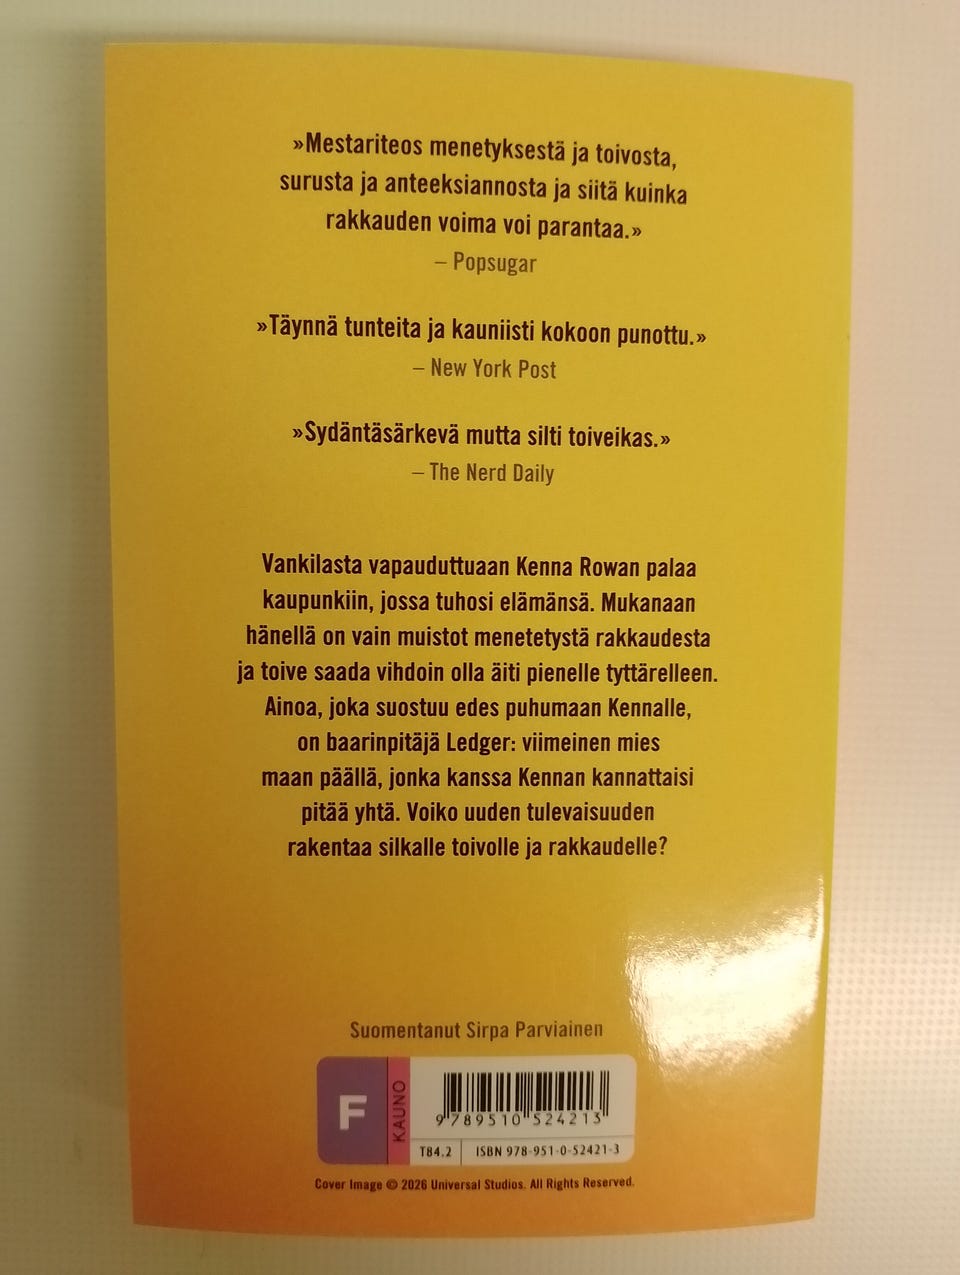 »Mestariteos menetyksestä ja toivosta,
surusta ja anteeksiannosta ja siitä kuinka
rakkauden voima voi parantaa.»
– Popsugar
»Täynnä tunteita ja kauniisti kokoon punottu.»
– New York Post
»Sydäntäsärkevä mutta silti toiveikas.»
– The Nerd Daily
Vankilasta vapauduttuaan Kenna Rowan palaa
kaupunkiin, jossa tuhosi elämänsä. Mukanaan
hänellä on vain muistot menetetystä rakkaudesta
ja toive saada vihdoin olla äiti pienelle tyttärelleen.
Ainoa, joka suostuu edes puhumaan Kennalle,
on baarinpitäjä Ledger: viimeinen mies
maan päällä, jonka kanssa Kennan kannattaisi
pitää yhtä. Voiko uuden tulevaisuuden
rakentaa silkalle toivolle ja rakkaudelle?
Suomentanut Sirpa Parviainen
F
KAUNO
9 789510 524213
T84.2 ISBN 978-951-0-52421-3
Cover Image © 2026 Universal Studios. All Rights Reserved.